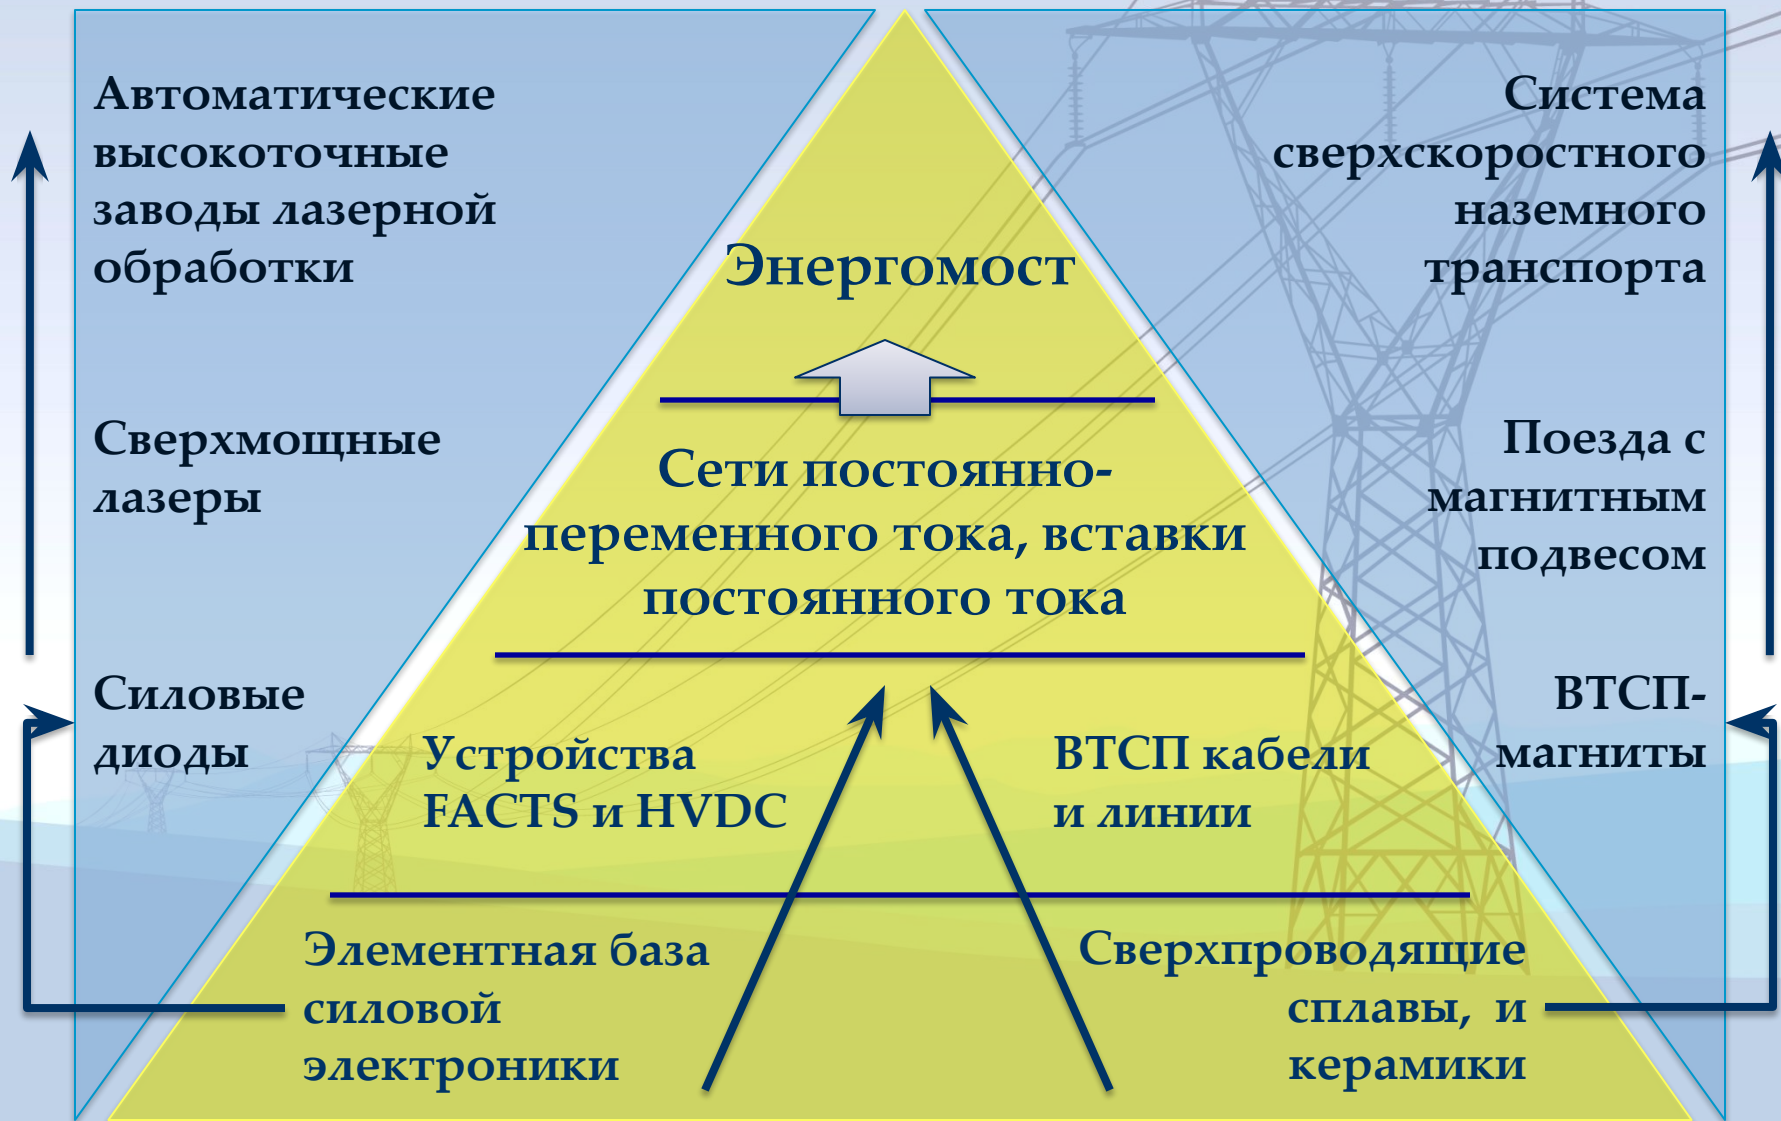 Автоматические
высокоточные
заводы лазерной
обработки
Сверхмощные
лазеры
Силовые
диоды
Энергомост
Сети постоянно-
переменного тока, вставки
постоянного тока
Устройства
FACTS и HVDC
ВТСП кабели
и линии
Элементная база
силовой
электроники
Сверхпроводящие
сплавы, и
керамики
Система
сверхскоростного
наземного
транспорта
Поезда с
магнитным
подвесом
ВТСП-
магниты